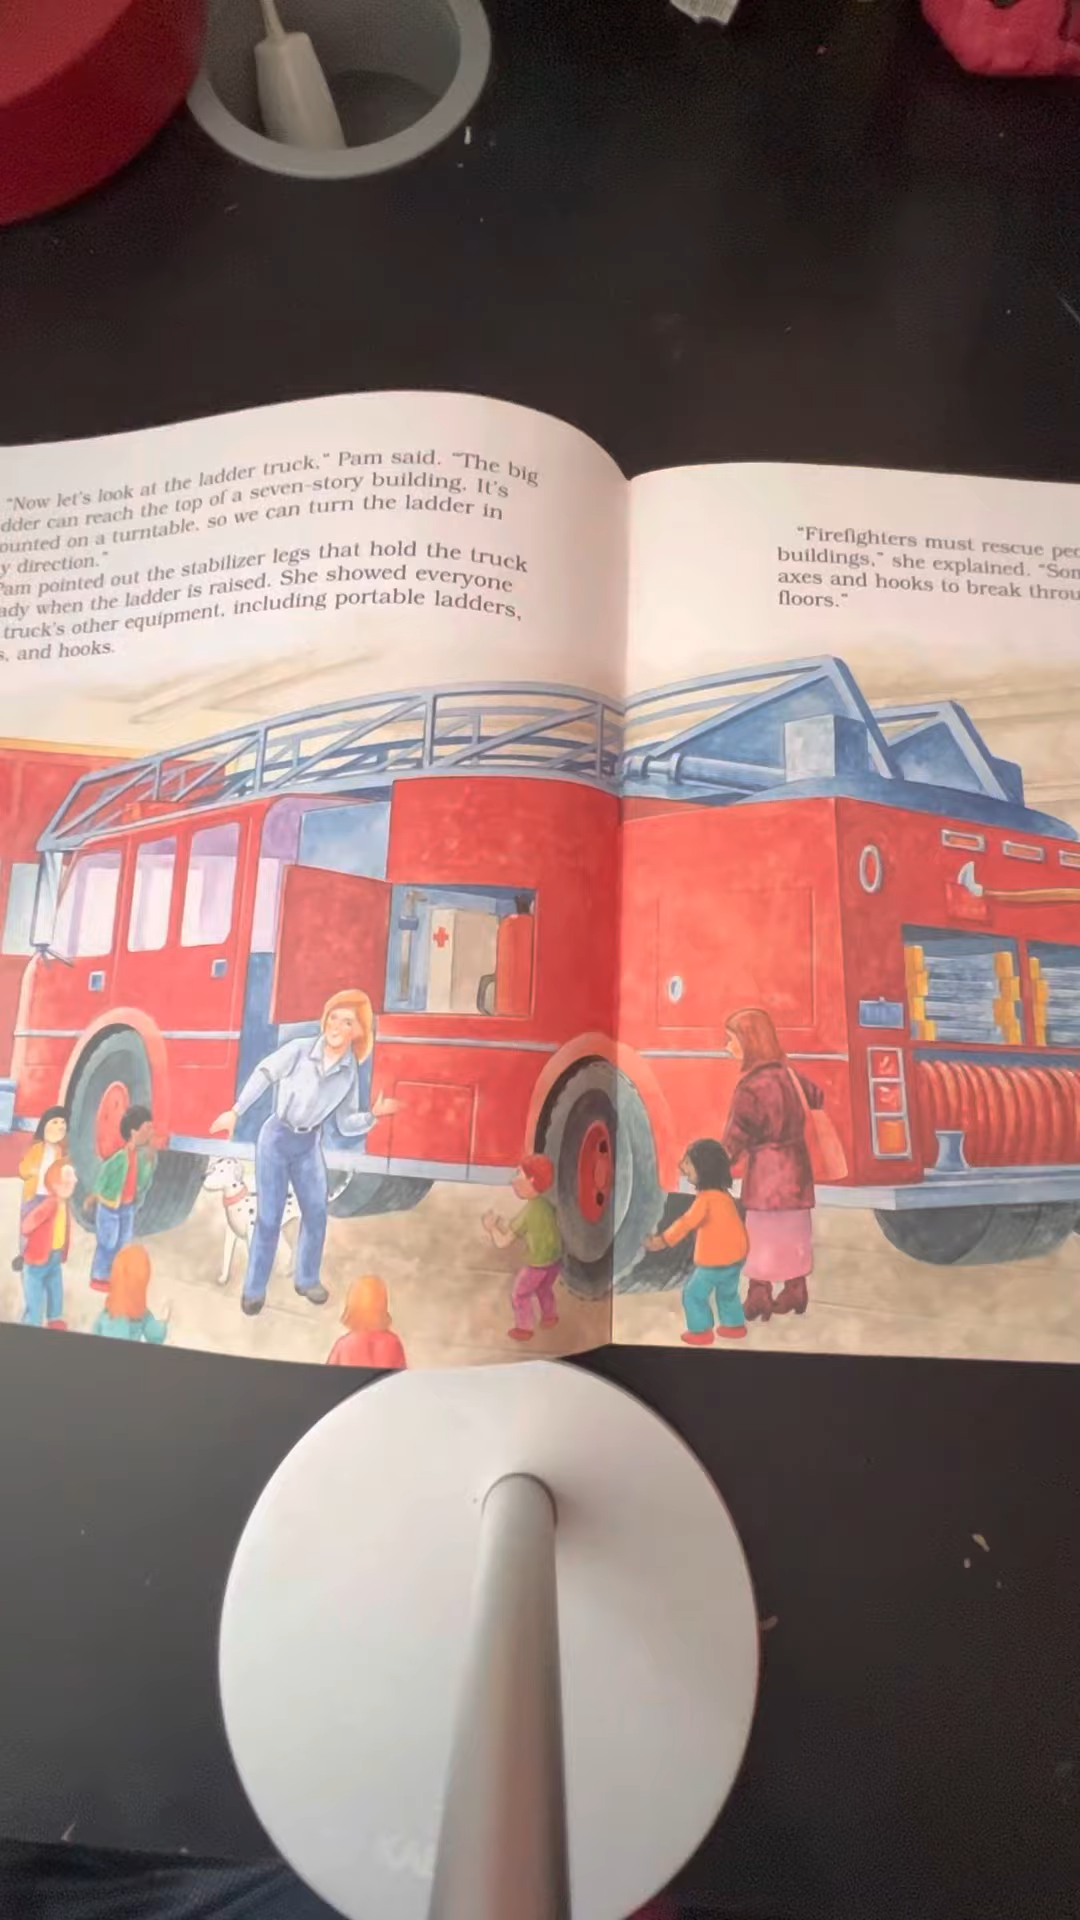 "Now let's look at the ladder truck," Pam said. "The big
dder can reach the top of a seven-story building. It's
ounted on a turntable, so we can turn the ladder in
y direction."
Pam pointed out the stabilizer legs that hold the truck
ady when the ladder is raised. She showed everyone
truck's other equipment, including portable ladders,
s, and hooks.
"Firefighters must rescue peo
buildings," she explained. "Som
axes and hooks to break throu
floors."